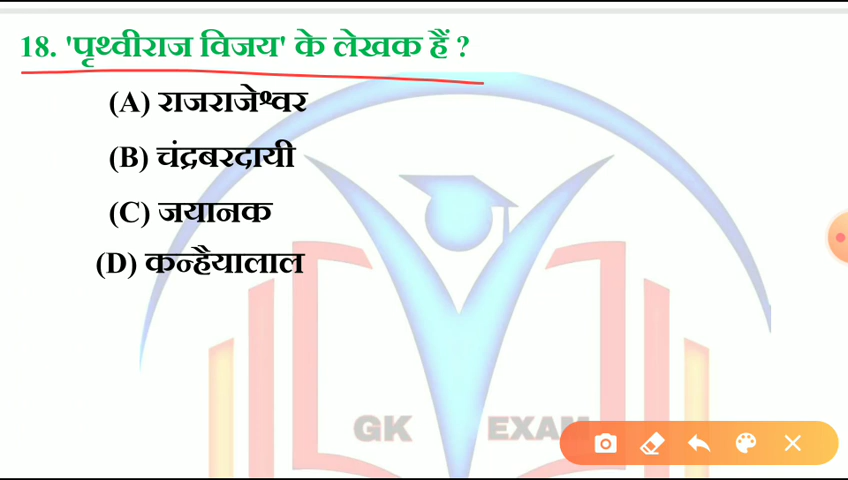 18. 'पृथ्वीराज विजय' के लेखक हैं ?
(A) राजराजेश्वर
(B) चंद्रबरदायी
(C) जयानक
(D) कन्हैयालाल
GK EXAM